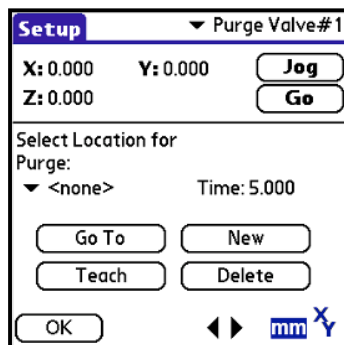 Setup Purge Valve#1
X: 0.000 Y: 0.000 Jog
Z: 0.000 Go
Select Location for
Purge:
<none> Time: 5.000
Go To New
Teach Delete
OK mm X Y